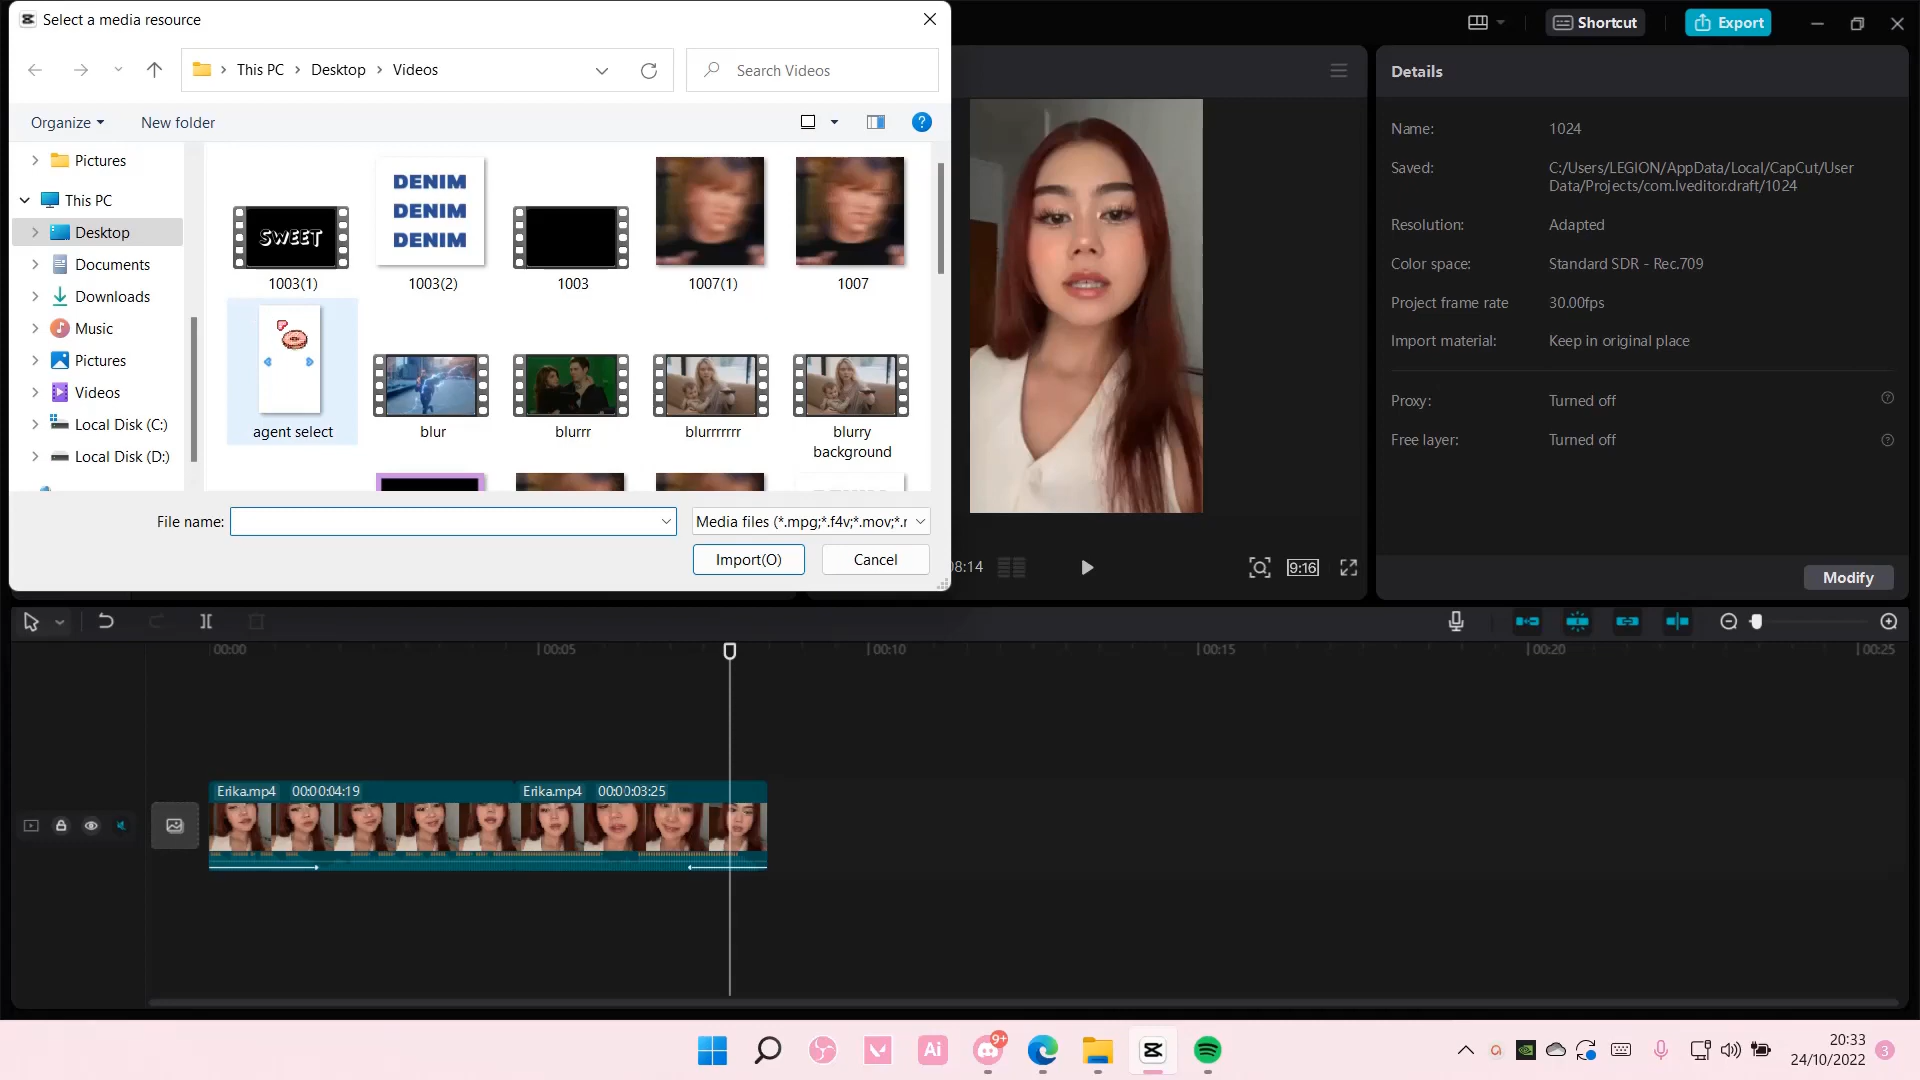 Select a media resource
This PC
Desktop
Videos
Search Videos
Organize
New folder
Pictures
This PC
Desktop
Documents
Downloads
Music
Pictures
Videos
Local Disk (C:)
Local Disk (D:)
SWEET
DENIM
DENIM
DENIM
1003(1)
1003(2)
1003
1007(1)
1007
agent select
blur
blurrr
blurrrrrrr
blurry
background
File name:
Media files (*.mpg;*.f4v;*.mov;*.r
Import(O)
Cancel
Shortcut
Export
Details
Name:
1024
Saved:
C:/Users/LEGION/AppData/Local/CapCut/User
Data/Projects/com.lveditor.draft/1024
Resolution:
Adapted
Color space:
Standard SDR - Rec.709
Project frame rate
30.00fps
Import material:
Keep in original place
Proxy:
Turned off
Free layer:
Turned off
Modify
08:14
9:16
00:00
00:05
00:10
00:15
00:20
00:25
Erika.mp4 00:00:04:19
Erika.mp4 00:00:03:25
Ai
9+
20:33
24/10/2022
3